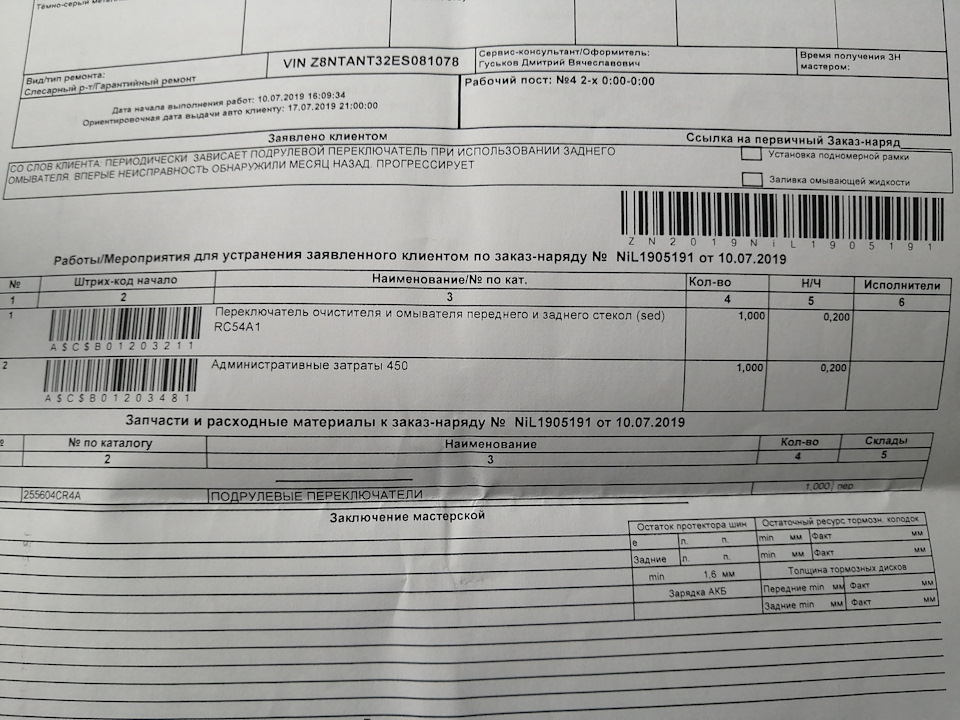 Тёмно-серый
VIN Z8NTANT32ES081078
Сервис-консультант/Оформитель:
Гуськов Дмитрий Вячеславович
Время получения ЗН
мастером:
Вид/тип ремонта:
Слесарный р-т/Гарантийный ремонт
Рабочий пост: №4 2-х 0:00-0:00
Дата начала выполнения работ: 10.07.2019 16:09:34
Ориентировочная дата выдачи авто клиенту: 17.07.2019 21:00:00
Заявлено клиентом
Ссылка на первичный Заказ-наряд
СО СЛОВ КЛИЕНТА: ПЕРИОДИЧЕСКИ ЗАВИСАЕТ ПОДРУЛЕВОЙ ПЕРЕКЛЮЧАТЕЛЬ ПРИ ИСПОЛЬЗОВАНИИ ЗАДНЕГО
ОМЫВАТЕЛЯ. ВПЕРЫЕ НЕИСПРАВНОСТЬ ОБНАРУЖИЛИ МЕСЯЦ НАЗАД. ПРОГРЕССИРУЕТ
Установка подномерной рамки
Заливка омывающей жидкости
ZN2019NiL1905191
Работы/Мероприятия для устранения заявленного клиентом по заказ-наряду № NiL1905191 от 10.07.2019
№ Штрих-код начало Наименование/№ по кат. Кол-во Н/Ч Исполнители
1 2 3 4 5 6
1 Переключатель очистителя и омывателя переднего и заднего стекол (sed) 1,000 0,200
RC54A1
A$C$B01203211
2 Административные затраты 450 1,000 0,200
A$C$B01203481
Запчасти и расходные материалы к заказ-наряду № NiL1905191 от 10.07.2019
№ по каталогу Наименование Кол-во Склады
2 3 4 5
255604CR4A ПОДРУЛЕВЫЕ ПЕРЕКЛЮЧАТЕЛИ 1,000 пер
Заключение мастерской
Остаток протектора шин Остаточный ресурс тормозн. колодок
е л. п. min мм Факт мм
Задние л. п. min мм Факт мм
min 1,6 мм Толщина тормозных дисков
Зарядка АКБ Передние min мм Факт мм
Задние min мм Факт мм